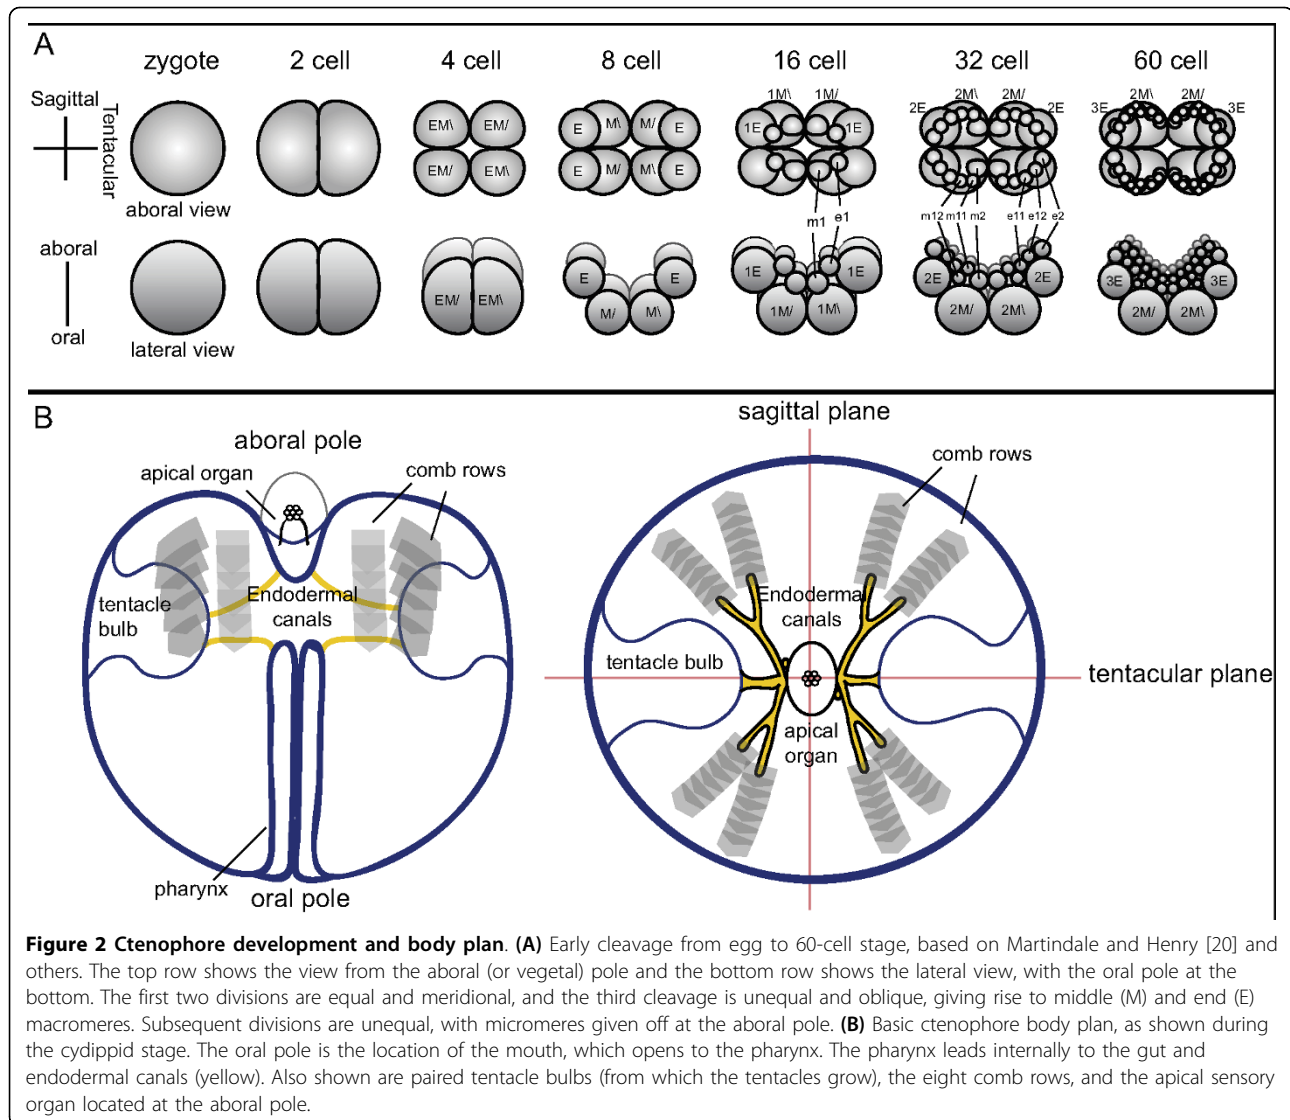 A
zygote 2 cell 4 cell 8 cell 16 cell 32 cell 60 cell
Sagittal
Tentacular
EM\ EM/
EM\ EM/
EM/ EM\
E M\ M/ E
E M/ M\ E
1M\ 1M/
1E 1E
2M\ 2M/
2E 2E
2M\ 2M/
3E 3E
aboral view
m1 e1
m12 m11 m2 e11 e12 e2
aboral
oral
EM/ EM\
E E
M/ M\
1E 1E
1M/ 1M\
2E 2E
2M/ 2M\
3E 3E
2M/ 2M\
lateral view
B
aboral pole
apical organ
comb rows
tentacle
bulb
Endodermal
canals
pharynx
oral pole
sagittal plane
comb rows
Endodermal
canals
tentacle bulb
tentacular plane
apical
organ
Figure 2 Ctenophore development and body plan. (A) Early cleavage from egg to 60-cell stage, based on Martindale and Henry [20] and
others. The top row shows the view from the aboral (or vegetal) pole and the bottom row shows the lateral view, with the oral pole at the
bottom. The first two divisions are equal and meridional, and the third cleavage is unequal and oblique, giving rise to middle (M) and end (E)
macromeres. Subsequent divisions are unequal, with micromeres given off at the aboral pole. (B) Basic ctenophore body plan, as shown during
the cydippid stage. The oral pole is the location of the mouth, which opens to the pharynx. The pharynx leads internally to the gut and
endodermal canals (yellow). Also shown are paired tentacle bulbs (from which the tentacles grow), the eight comb rows, and the apical sensory
organ located at the aboral pole.